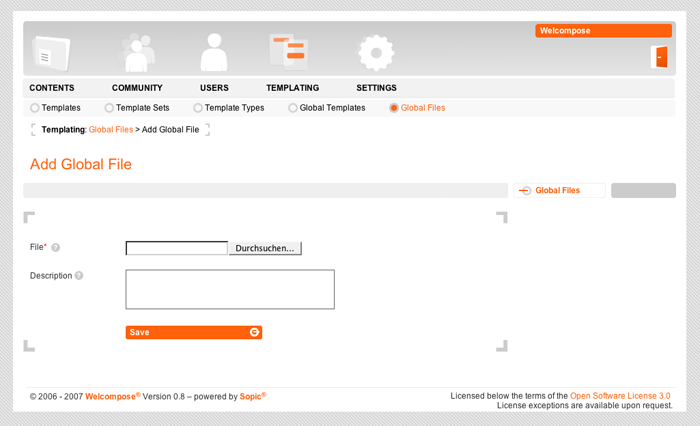 Welcompose
CONTENTS COMMUNITY USERS TEMPLATING SETTINGS
Templates Template Sets Template Types Global Templates Global Files
Templating: Global Files > Add Global File
Add Global File
Global Files
File* ?
Durchsuchen...
Description ?
Save
© 2006 - 2007 Welcompose® Version 0.8 – powered by Sopic®
Licensed below the terms of the Open Software License 3.0
License exceptions are available upon request.